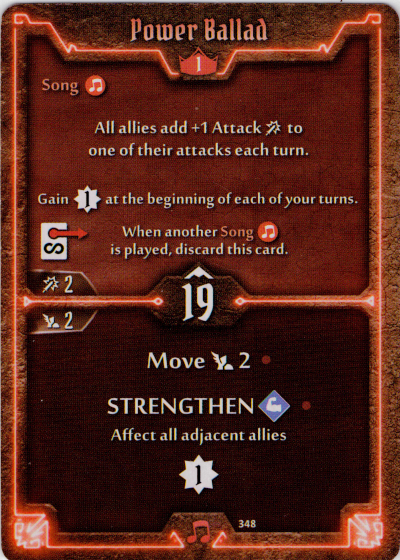 Power Ballad
1
Song
All allies add +1 Attack to
one of their attacks each turn.
Gain 1 at the beginning of each of your turns.
When another Song
is played, discard this card.
2
19
2
Move 2
STRENGTHEN
Affect all adjacent allies
1
348